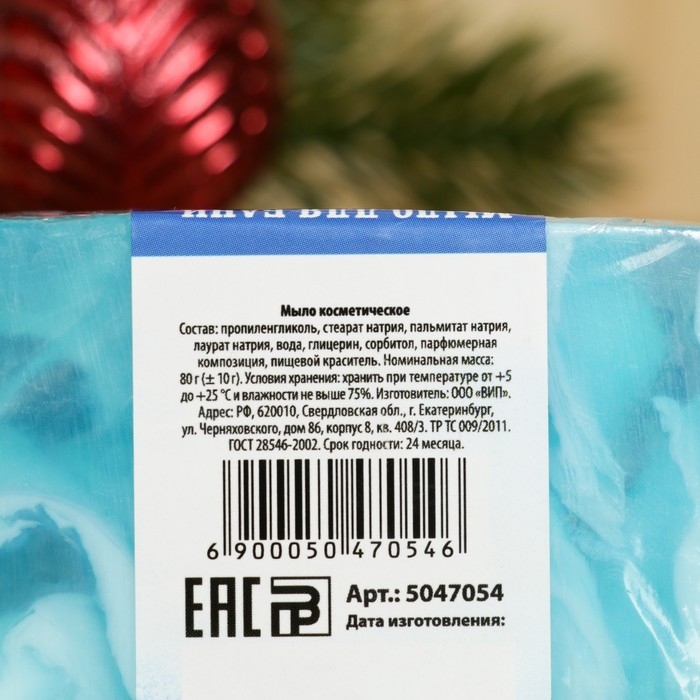 МЫЛО ДЛЯ БАНИ
Мыло косметическое
Состав: пропиленгликоль, стеарат натрия, пальмитат натрия,
лаурат натрия, вода, глицерин, сорбитол, парфюмерная
композиция, пищевой краситель. Номинальная масса:
80 г (± 10 г). Условия хранения: хранить при температуре от +5
до +25 °С и влажности не выше 75%. Изготовитель: ООО «ВИП».
Адрес: РФ, 620010, Свердловская обл., г. Екатеринбург,
ул. Черняховского, дом 86, корпус 8, кв. 408/3. ТР ТС 009/2011.
ГОСТ 28546-2002. Срок годности: 24 месяца.
6 900050 470546
ЕАС
Арт.: 5047054
Дата изготовления: